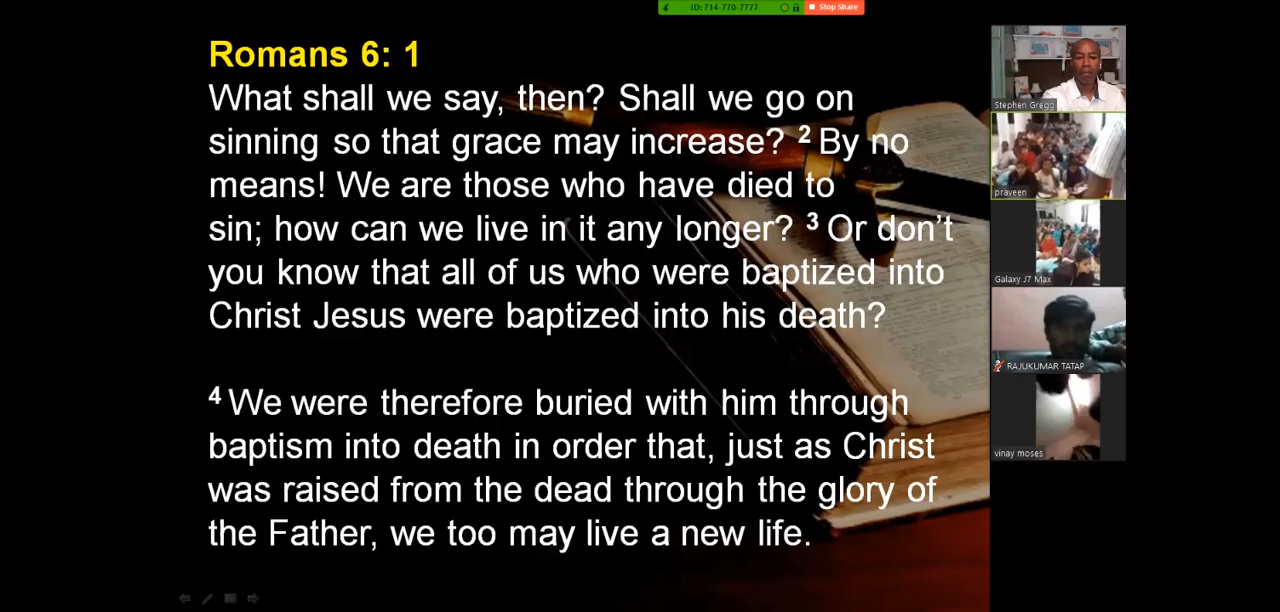 ID: 714-770-7777 Stop Share
Romans 6: 1
What shall we say, then? Shall we go on
sinning so that grace may increase? 2 By no
means! We are those who have died to
sin; how can we live in it any longer? 3 Or don’t
you know that all of us who were baptized into
Christ Jesus were baptized into his death?
4 We were therefore buried with him through
baptism into death in order that, just as Christ
was raised from the dead through the glory of
the Father, we too may live a new life.
Stephen Gregg
praveen
Galaxy J7 Max
RAJUKUMAR TATAP
vinay moses